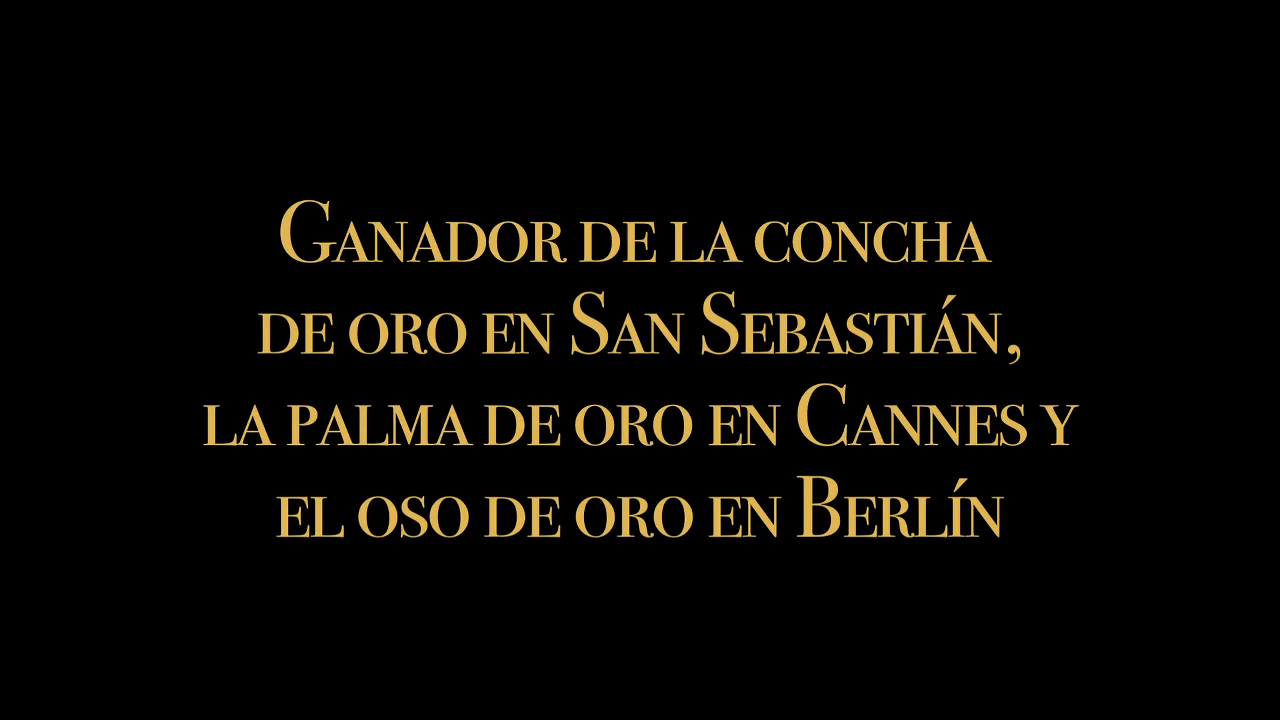 Ganador de la concha
de oro en San Sebastián,
la palma de oro en Cannes y
el oso de oro en Berlín